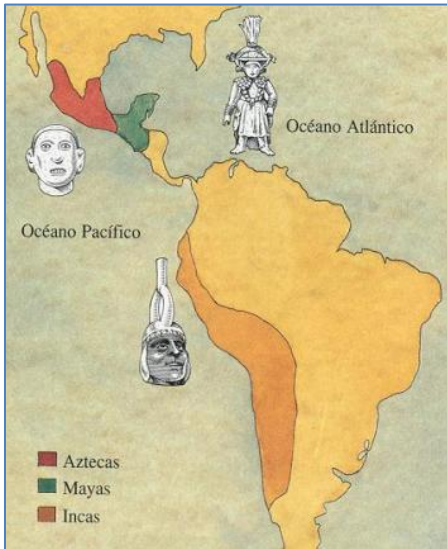 Océano Atlántico
Océano Pacífico
Aztecas
Mayas
Incas